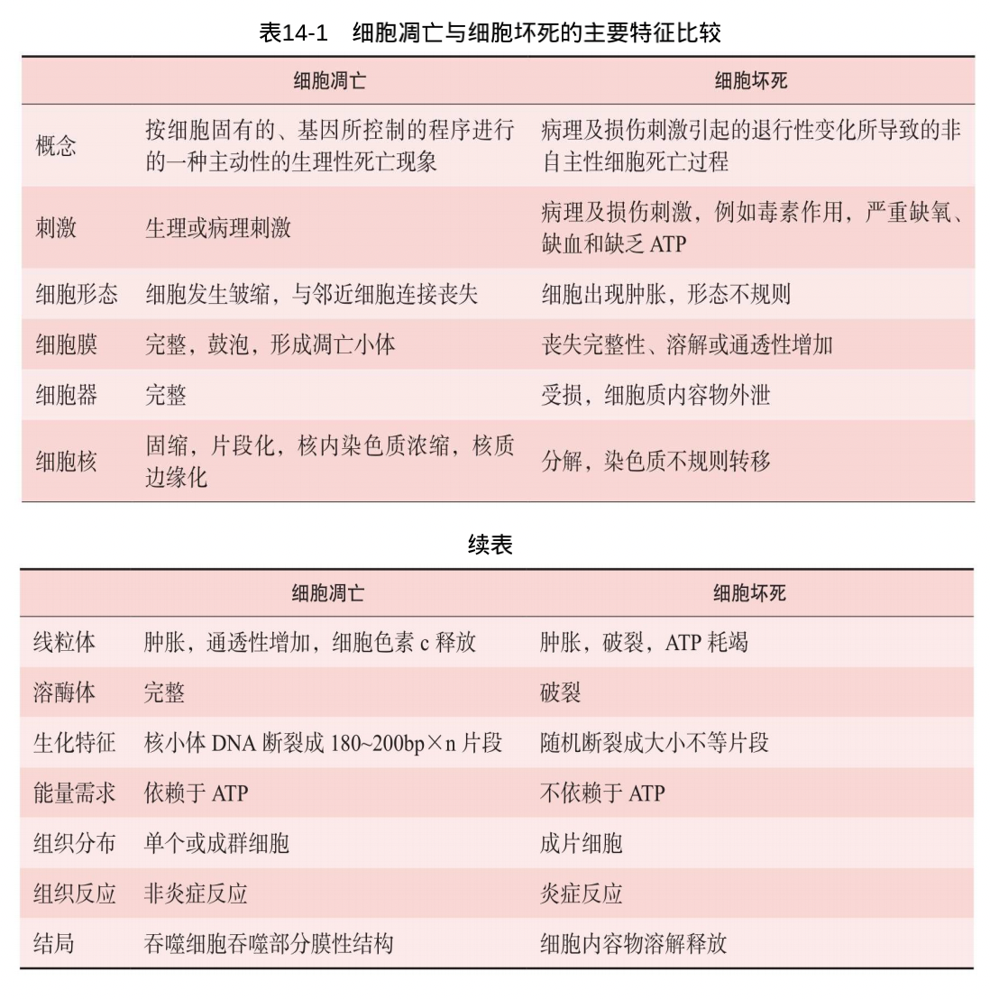 表14-1 细胞凋亡与细胞坏死的主要特征比较
细胞凋亡 细胞坏死
概念 按细胞固有的、基因所控制的程序进行的一种主动性的生理性死亡现象 病理及损伤刺激引起的退行性变化所导致的非自主性细胞死亡过程
刺激 生理或病理刺激 病理及损伤刺激，例如毒素作用，严重缺氧、缺血和缺乏 ATP
细胞形态 细胞发生皱缩，与邻近细胞连接丧失 细胞出现肿胀，形态不规则
细胞膜 完整，鼓泡，形成凋亡小体 丧失完整性、溶解或通透性增加
细胞器 完整 受损，细胞质内容物外泄
细胞核 固缩，片段化，核内染色质浓缩，核质边缘化 分解，染色质不规则转移
续表
细胞凋亡 细胞坏死
线粒体 肿胀，通透性增加，细胞色素 c 释放 肿胀，破裂，ATP 耗竭
溶酶体 完整 破裂
生化特征 核小体 DNA 断裂成 180~200bp×n 片段 随机断裂成大小不等片段
能量需求 依赖于 ATP 不依赖于 ATP
组织分布 单个或成群细胞 成片细胞
组织反应 非炎症反应 炎症反应
结局 吞噬细胞吞噬部分膜性结构 细胞内容物溶解释放